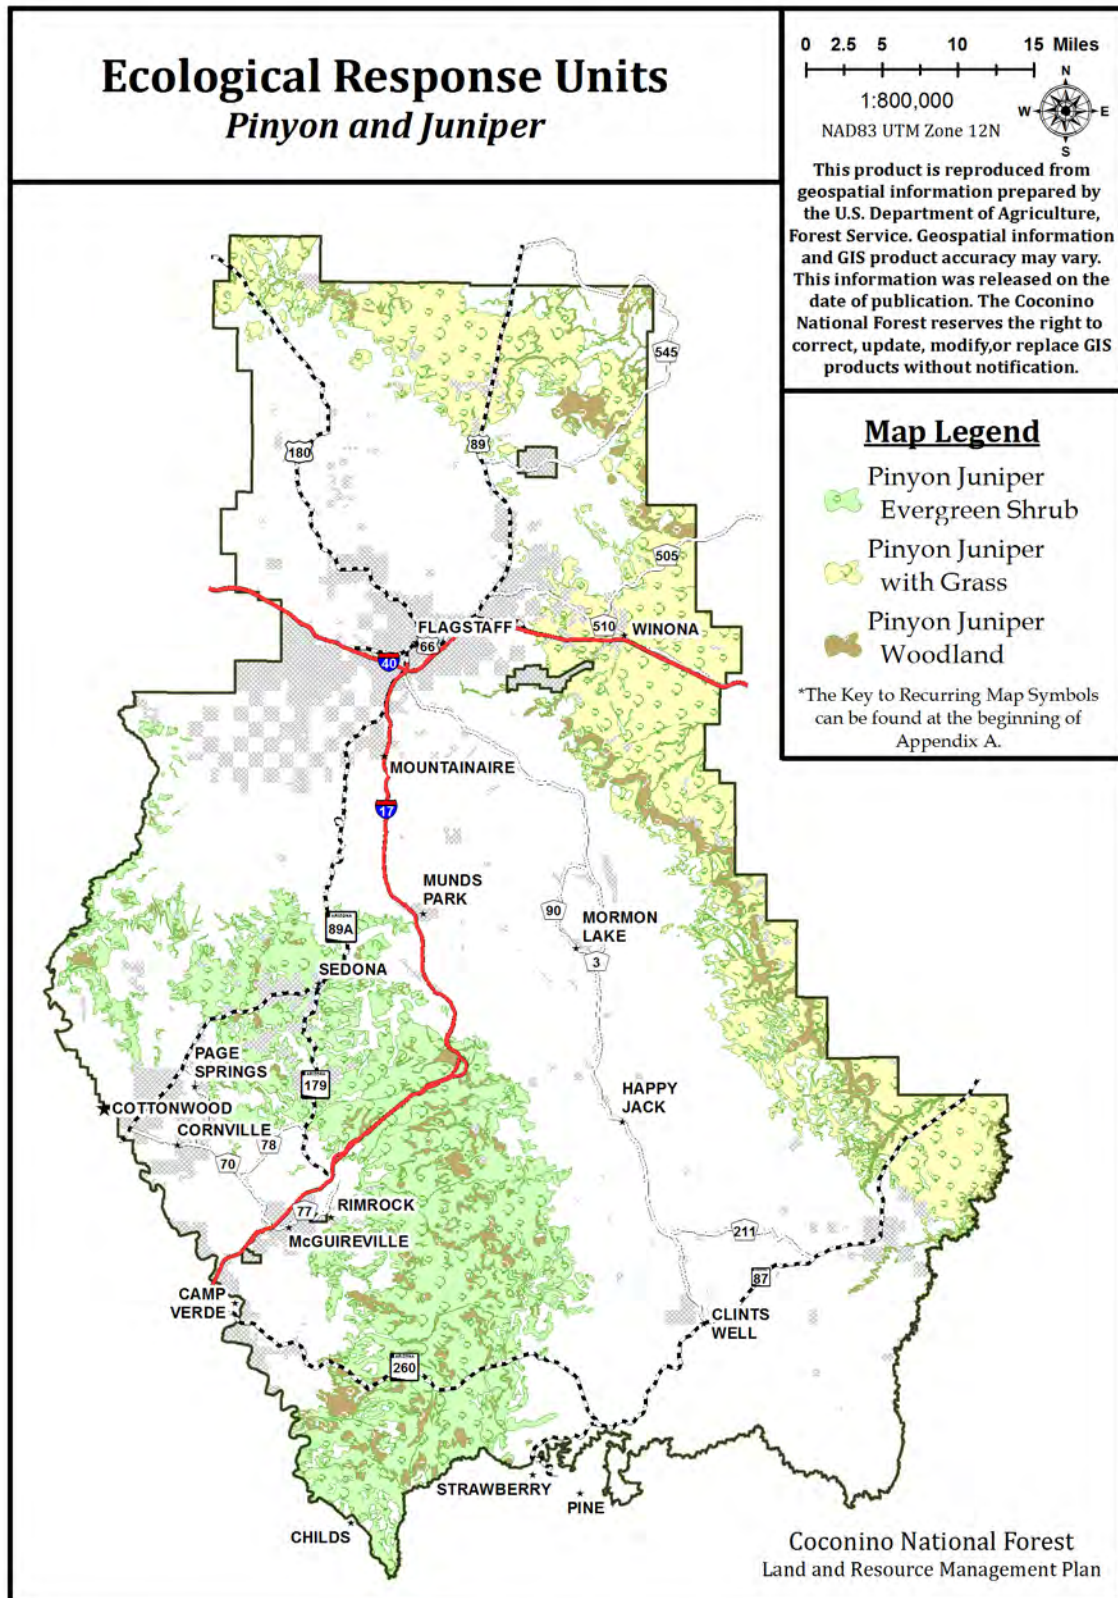 Ecological Response Units
Pinyon and Juniper
0 2.5 5 10 15 Miles
1:800,000
NAD83 UTM Zone 12N
N
W E
S
This product is reproduced from
geospatial information prepared by
the U.S. Department of Agriculture,
Forest Service. Geospatial information
and GIS product accuracy may vary.
This information was released on the
date of publication. The Coconino
National Forest reserves the right to
correct, update, modify,or replace GIS
products without notification.
Map Legend
Pinyon Juniper
Evergreen Shrub
Pinyon Juniper
with Grass
Pinyon Juniper
Woodland
*The Key to Recurring Map Symbols
can be found at the beginning of
Appendix A.
545
180
89
505
510
FLAGSTAFF
WINONA
66
40
MOUNTAINAIRE
17
MUNDS
PARK
90
MORMON
LAKE
3
ARIZONA
89A
SEDONA
PAGE
SPRINGS
ARIZONA
179
HAPPY
JACK
COTTONWOOD
CORNVILLE
78
70
77
RIMROCK
McGUIREVILLE
211
87
CAMP
VERDE
CLINTS
WELL
ARIZONA
260
STRAWBERRY
PINE
CHILDS
Coconino National Forest
Land and Resource Management Plan